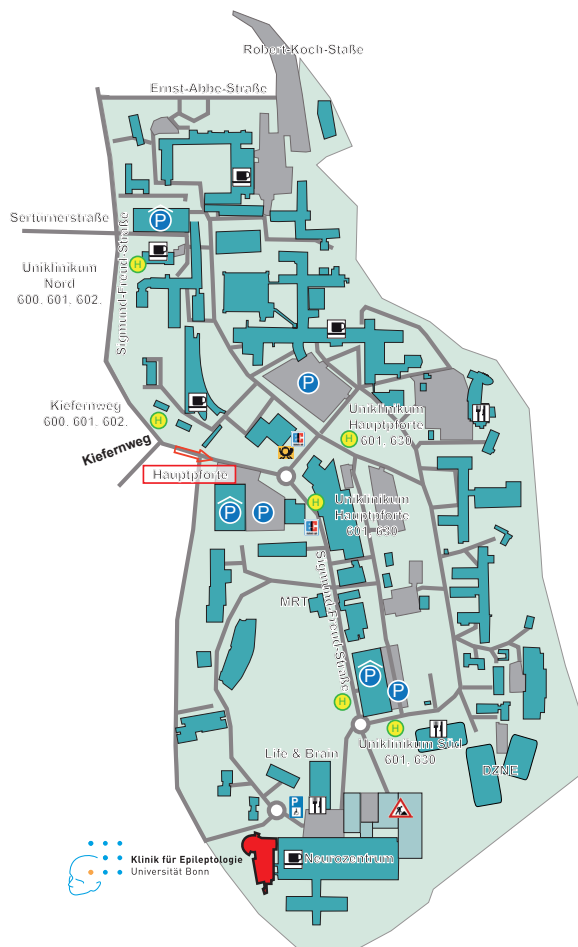 Robert-Koch-Staße
Ernst-Abbe-Straße
Serturnerstraße
Sigmund-Freud-Straße
P
H
Uniklinikum
Nord
600. 601. 602.
P
Kiefernweg
600. 601. 602.
H
Uniklinikum
Hauptpforte
601, 630
H
Kiefernweg
Hauptpforte
H
Uniklinikum
Hauptpforte
601, 630
P
P
Sigmund-Freud-Straße
MRT
P
P
H
H
Uniklinikum Süd
601, 630
DZNE
Life & Brain
P
Neurozentrum
Klinik für Epileptologie
Universität Bonn